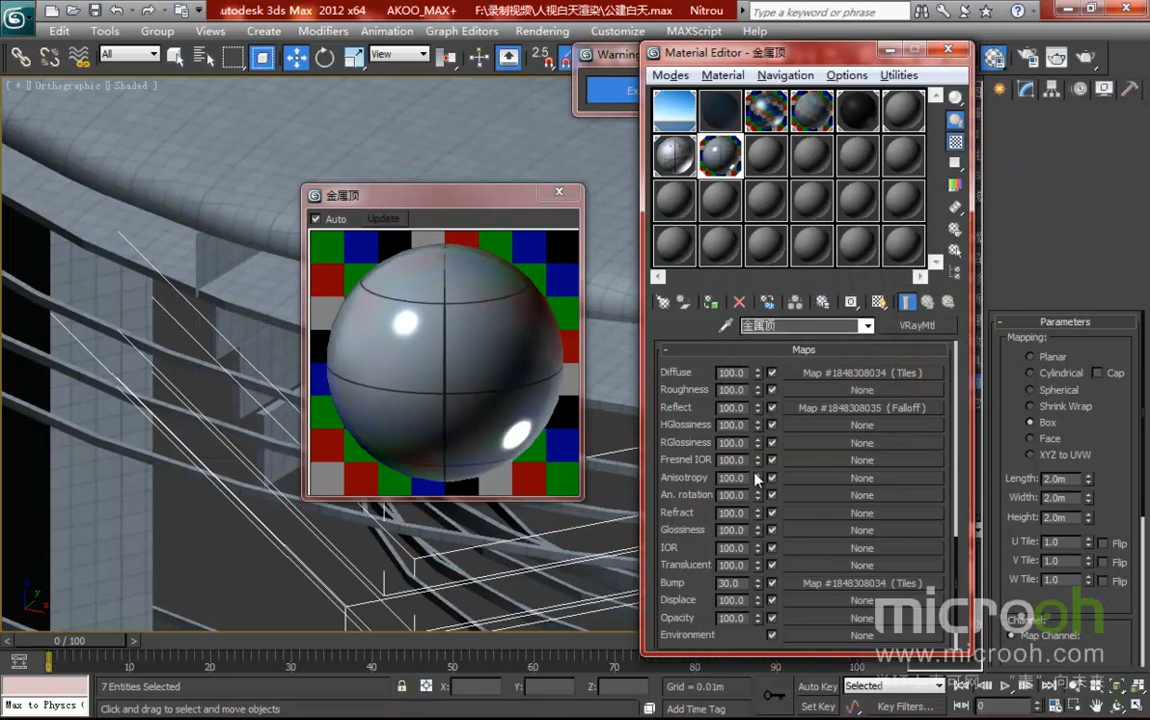 utodesk 3ds Max 2012 x64 AKOO_MAX+ F:\录制视频\人视白天渲染\公建白天.max Nitrou
Type a keyword or phrase
Edit Tools Group Views Create Modifiers Animation Graph Editors Rendering Customize MAXScript Help
All View 2.5
[ + ][ Orthographic ][ Shaded ]
Warning
Ex
Material Editor - 金属顶
Modes Material Navigation Options Utilities
金属顶
Auto Update
金属顶 VRayMtl
Maps
Diffuse 100.0 Map #1848308034 ( Tiles )
Roughness 100.0 None
Reflect 100.0 Map #1848308035 ( Falloff )
HGlossiness 100.0 None
RGlossiness 100.0 None
Fresnel IOR 100.0 None
Anisotropy 100.0 None
An. rotation 100.0 None
Refract 100.0 None
Glossiness 100.0 None
IOR 100.0 None
Translucent 100.0 None
Bump 30.0 Map #1848308034 ( Tiles )
Displace 100.0 None
Opacity 100.0 None
Environment None
Parameters
Mapping:
Planar
Cylindrical Cap
Spherical
Shrink Wrap
Box
Face
XYZ to UVW
Length: 2.0m
Width: 2.0m
Height: 2.0m
U Tile: 1.0 Flip
V Tile: 1.0 Flip
W Tile: 1.0 Flip
Channel:
Map Channel:
microoh
www.microoh.com
0 / 100
0 10 20 30 40 50 60 70 80 90 100
7 Entities Selected X: Y: Z: Grid = 0.01m Auto Key Selected
Max to Physcs ( Click and drag to select and move objects Add Time Tag Set Key Key Filters... 0